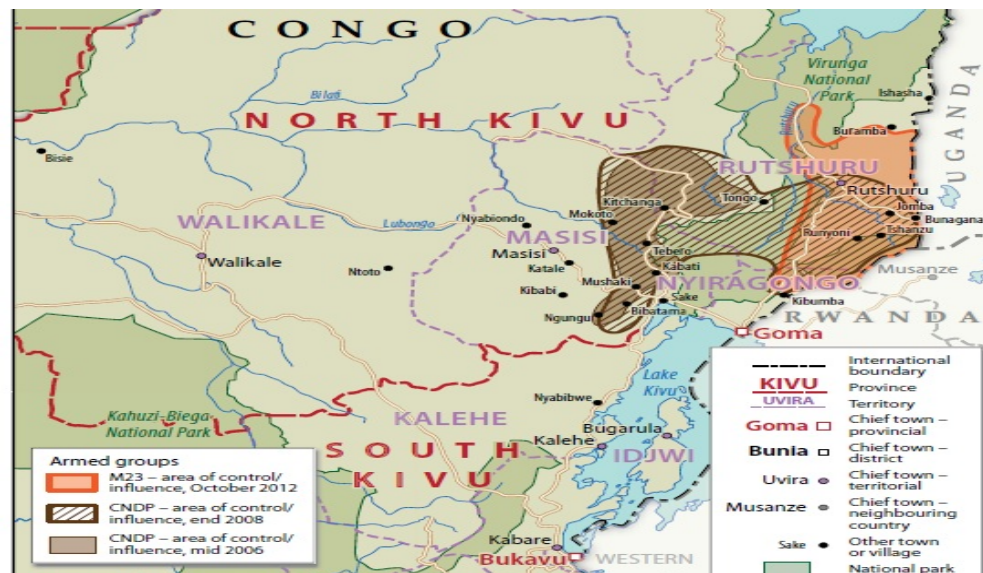 CONGO
Virunga
National
Park
Ishasha
UGANDA
Bilati
NORTH KIVU
Rutshuru
Buramba
Bisie
RUTSHURU
Rutshuru
Kitchanga
Tongo
Jomba
WALIKALE
Lubongo
Nyabiondo
Mokoto
Bunagana
MASISI
Runyoni
Tshanzu
Walikale
Masisi
Tebero
Ntoto
Katale
Kabati
Musanze
Mushaki
NYIRAGONGO
Kibabi
Sake
Kibumba
RWANDA
Ngungu
Bibatama
Goma
Lake
Kivu
Nyabibwe
Kahuzi-Biega
National Park
KALEHE
Bugarula
SOUTH
KIVU
Kalehe
IDJWI
Kabare
Bukavu
WESTERN
Armed groups
M23 – area of control/
influence, October 2012
CNDP – area of control/
influence, end 2008
CNDP – area of control/
influence, mid 2006
International
boundary
KIVU Province
UVIRA Territory
Goma Chief town –
provincial
Bunia Chief town –
district
Uvira Chief town –
territorial
Musanze Chief town –
neighbouring
country
Sake Other town
or village
National park